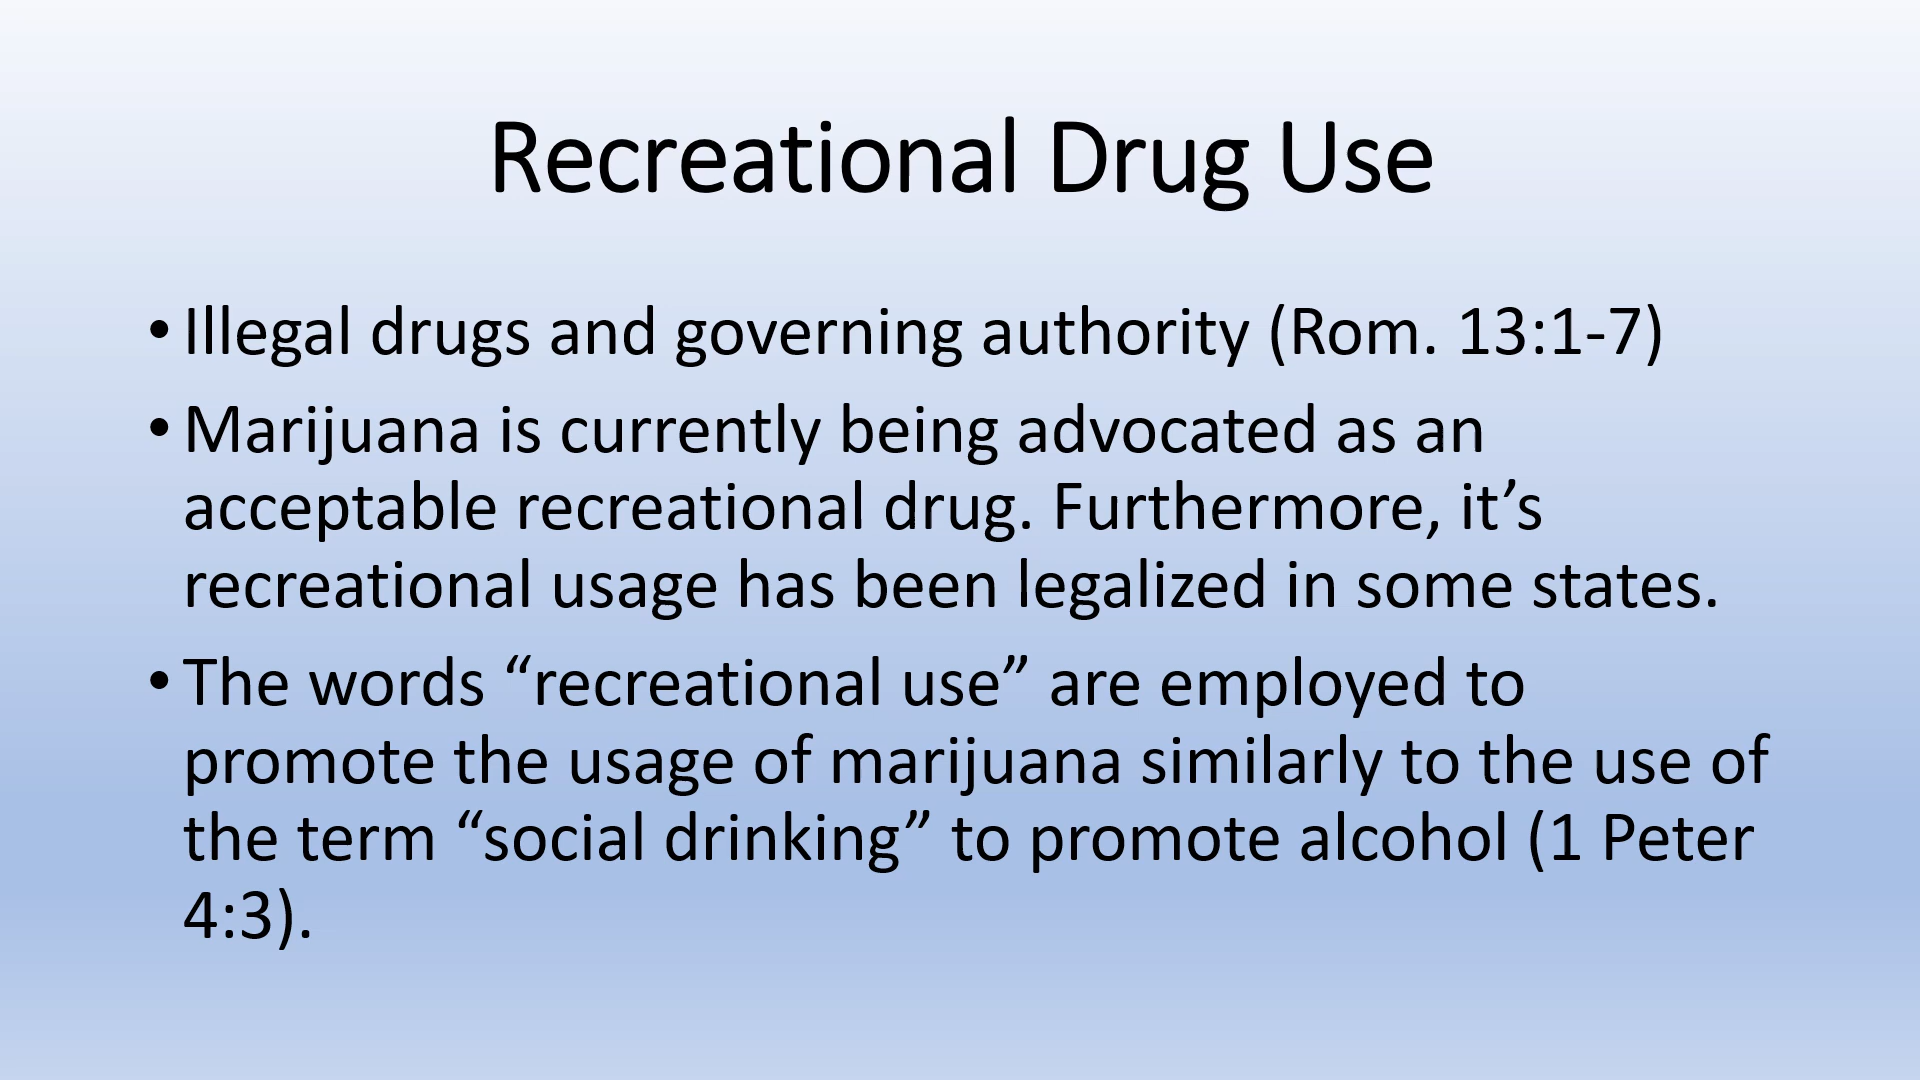 Recreational Drug Use
• Illegal drugs and governing authority (Rom. 13:1-7)
• Marijuana is currently being advocated as an
acceptable recreational drug. Furthermore, it’s
recreational usage has been legalized in some states.
• The words “recreational use” are employed to
promote the usage of marijuana similarly to the use of
the term “social drinking” to promote alcohol (1 Peter
4:3).